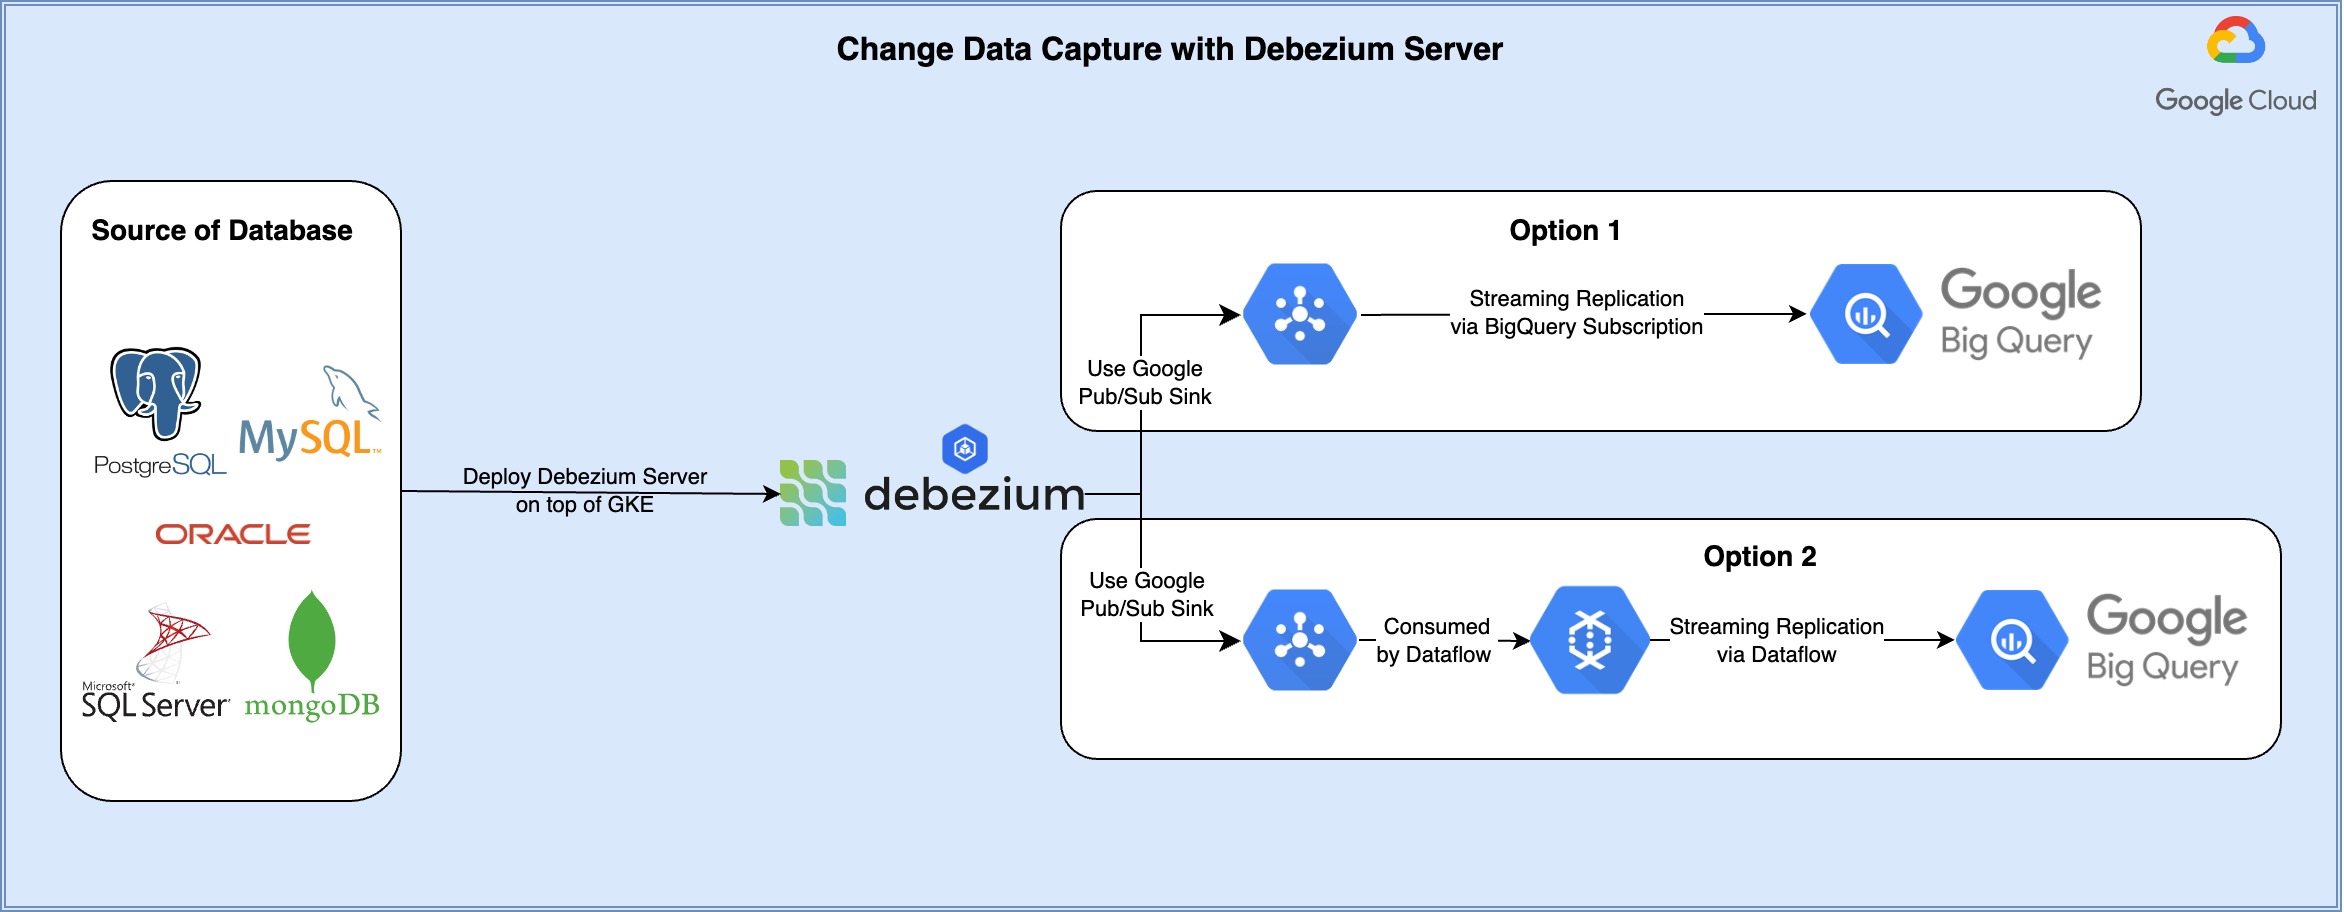 Change Data Capture with Debezium Server
Google Cloud
Source of Database
PostgreSQL
MySQL™
ORACLE
Microsoft®
SQL Server
mongoDB
Deploy Debezium Server
on top of GKE
debezium
Option 1
Use Google
Pub/Sub Sink
Streaming Replication
via BigQuery Subscription
Google
Big Query
Option 2
Use Google
Pub/Sub Sink
Consumed
by Dataflow
Streaming Replication
via Dataflow
Google
Big Query